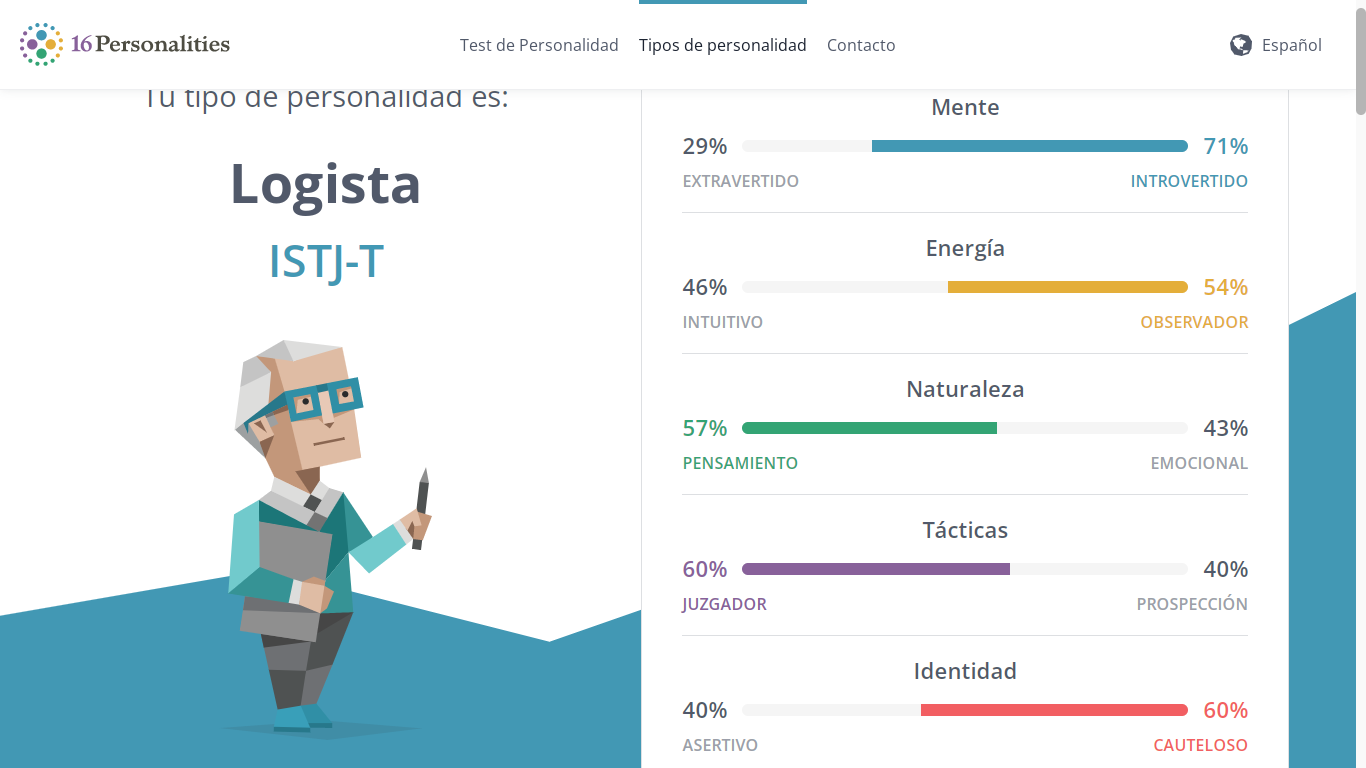 16Personalities
Test de Personalidad
Tipos de personalidad
Contacto
Español
Tu tipo de personalidad es:
Logista
ISTJ-T
Mente
29% 71%
EXTRAVERTIDO INTROVERTIDO
Energía
46% 54%
INTUITIVO OBSERVADOR
Naturaleza
57% 43%
PENSAMIENTO EMOCIONAL
Tácticas
60% 40%
JUZGADOR PROSPECCIÓN
Identidad
40% 60%
ASERTIVO CAUTELOSO